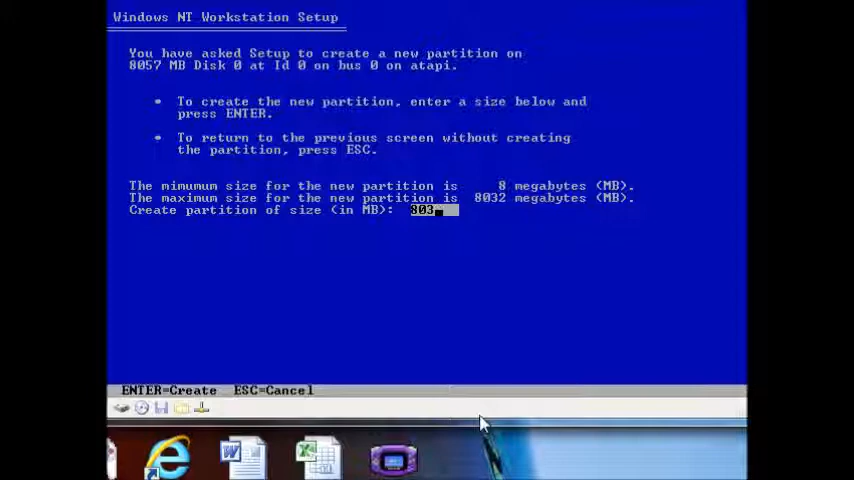 Windows NT Workstation Setup
You have asked Setup to create a new partition on
8057 MB Disk 0 at Id 0 on bus 0 on atapi.
• To create the new partition, enter a size below and
press ENTER.
• To return to the previous screen without creating
the partition, press ESC.
The mimumum size for the new partition is 8 megabytes (MB).
The maximum size for the new partition is 8032 megabytes (MB).
Create partition of size (in MB): 803
ENTER=Create ESC=Cancel